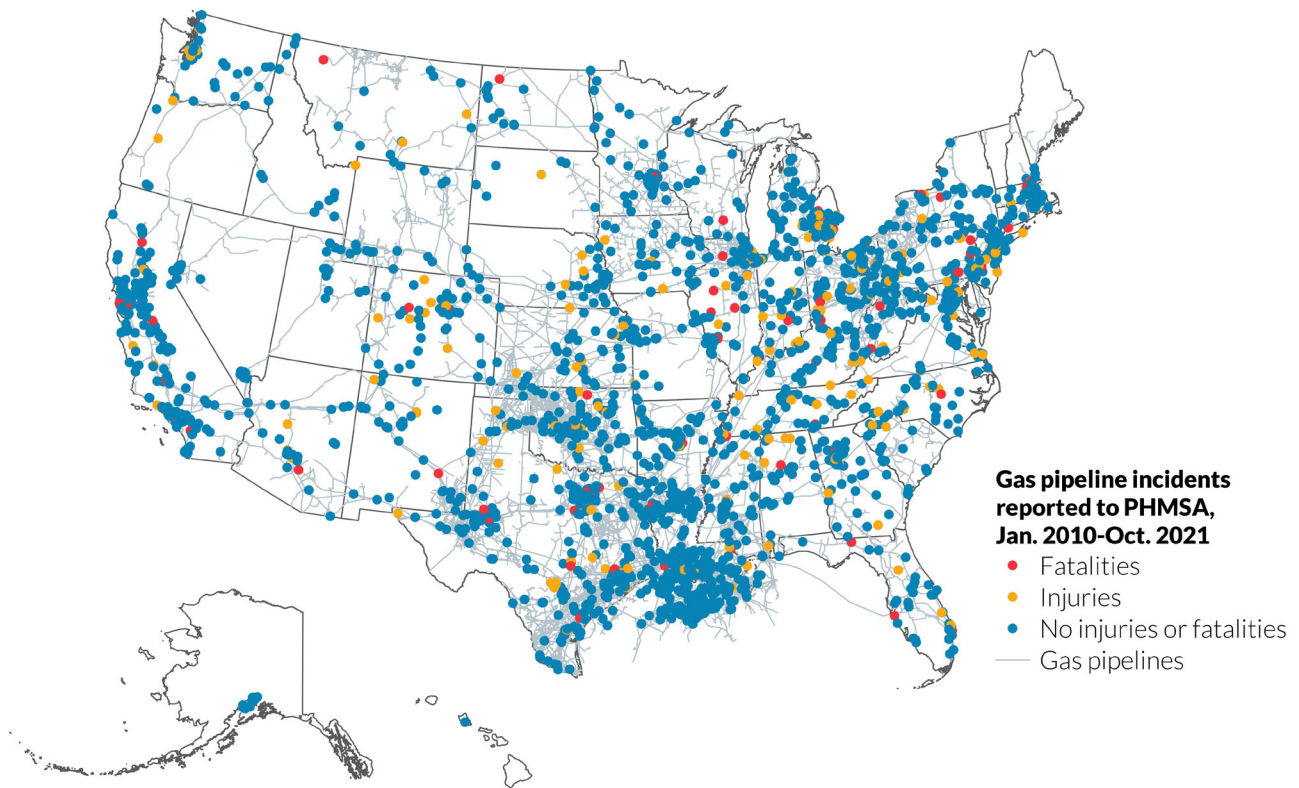 Gas pipeline incidents
reported to PHMSA,
Jan. 2010-Oct. 2021
Fatalities
Injuries
No injuries or fatalities
Gas pipelines